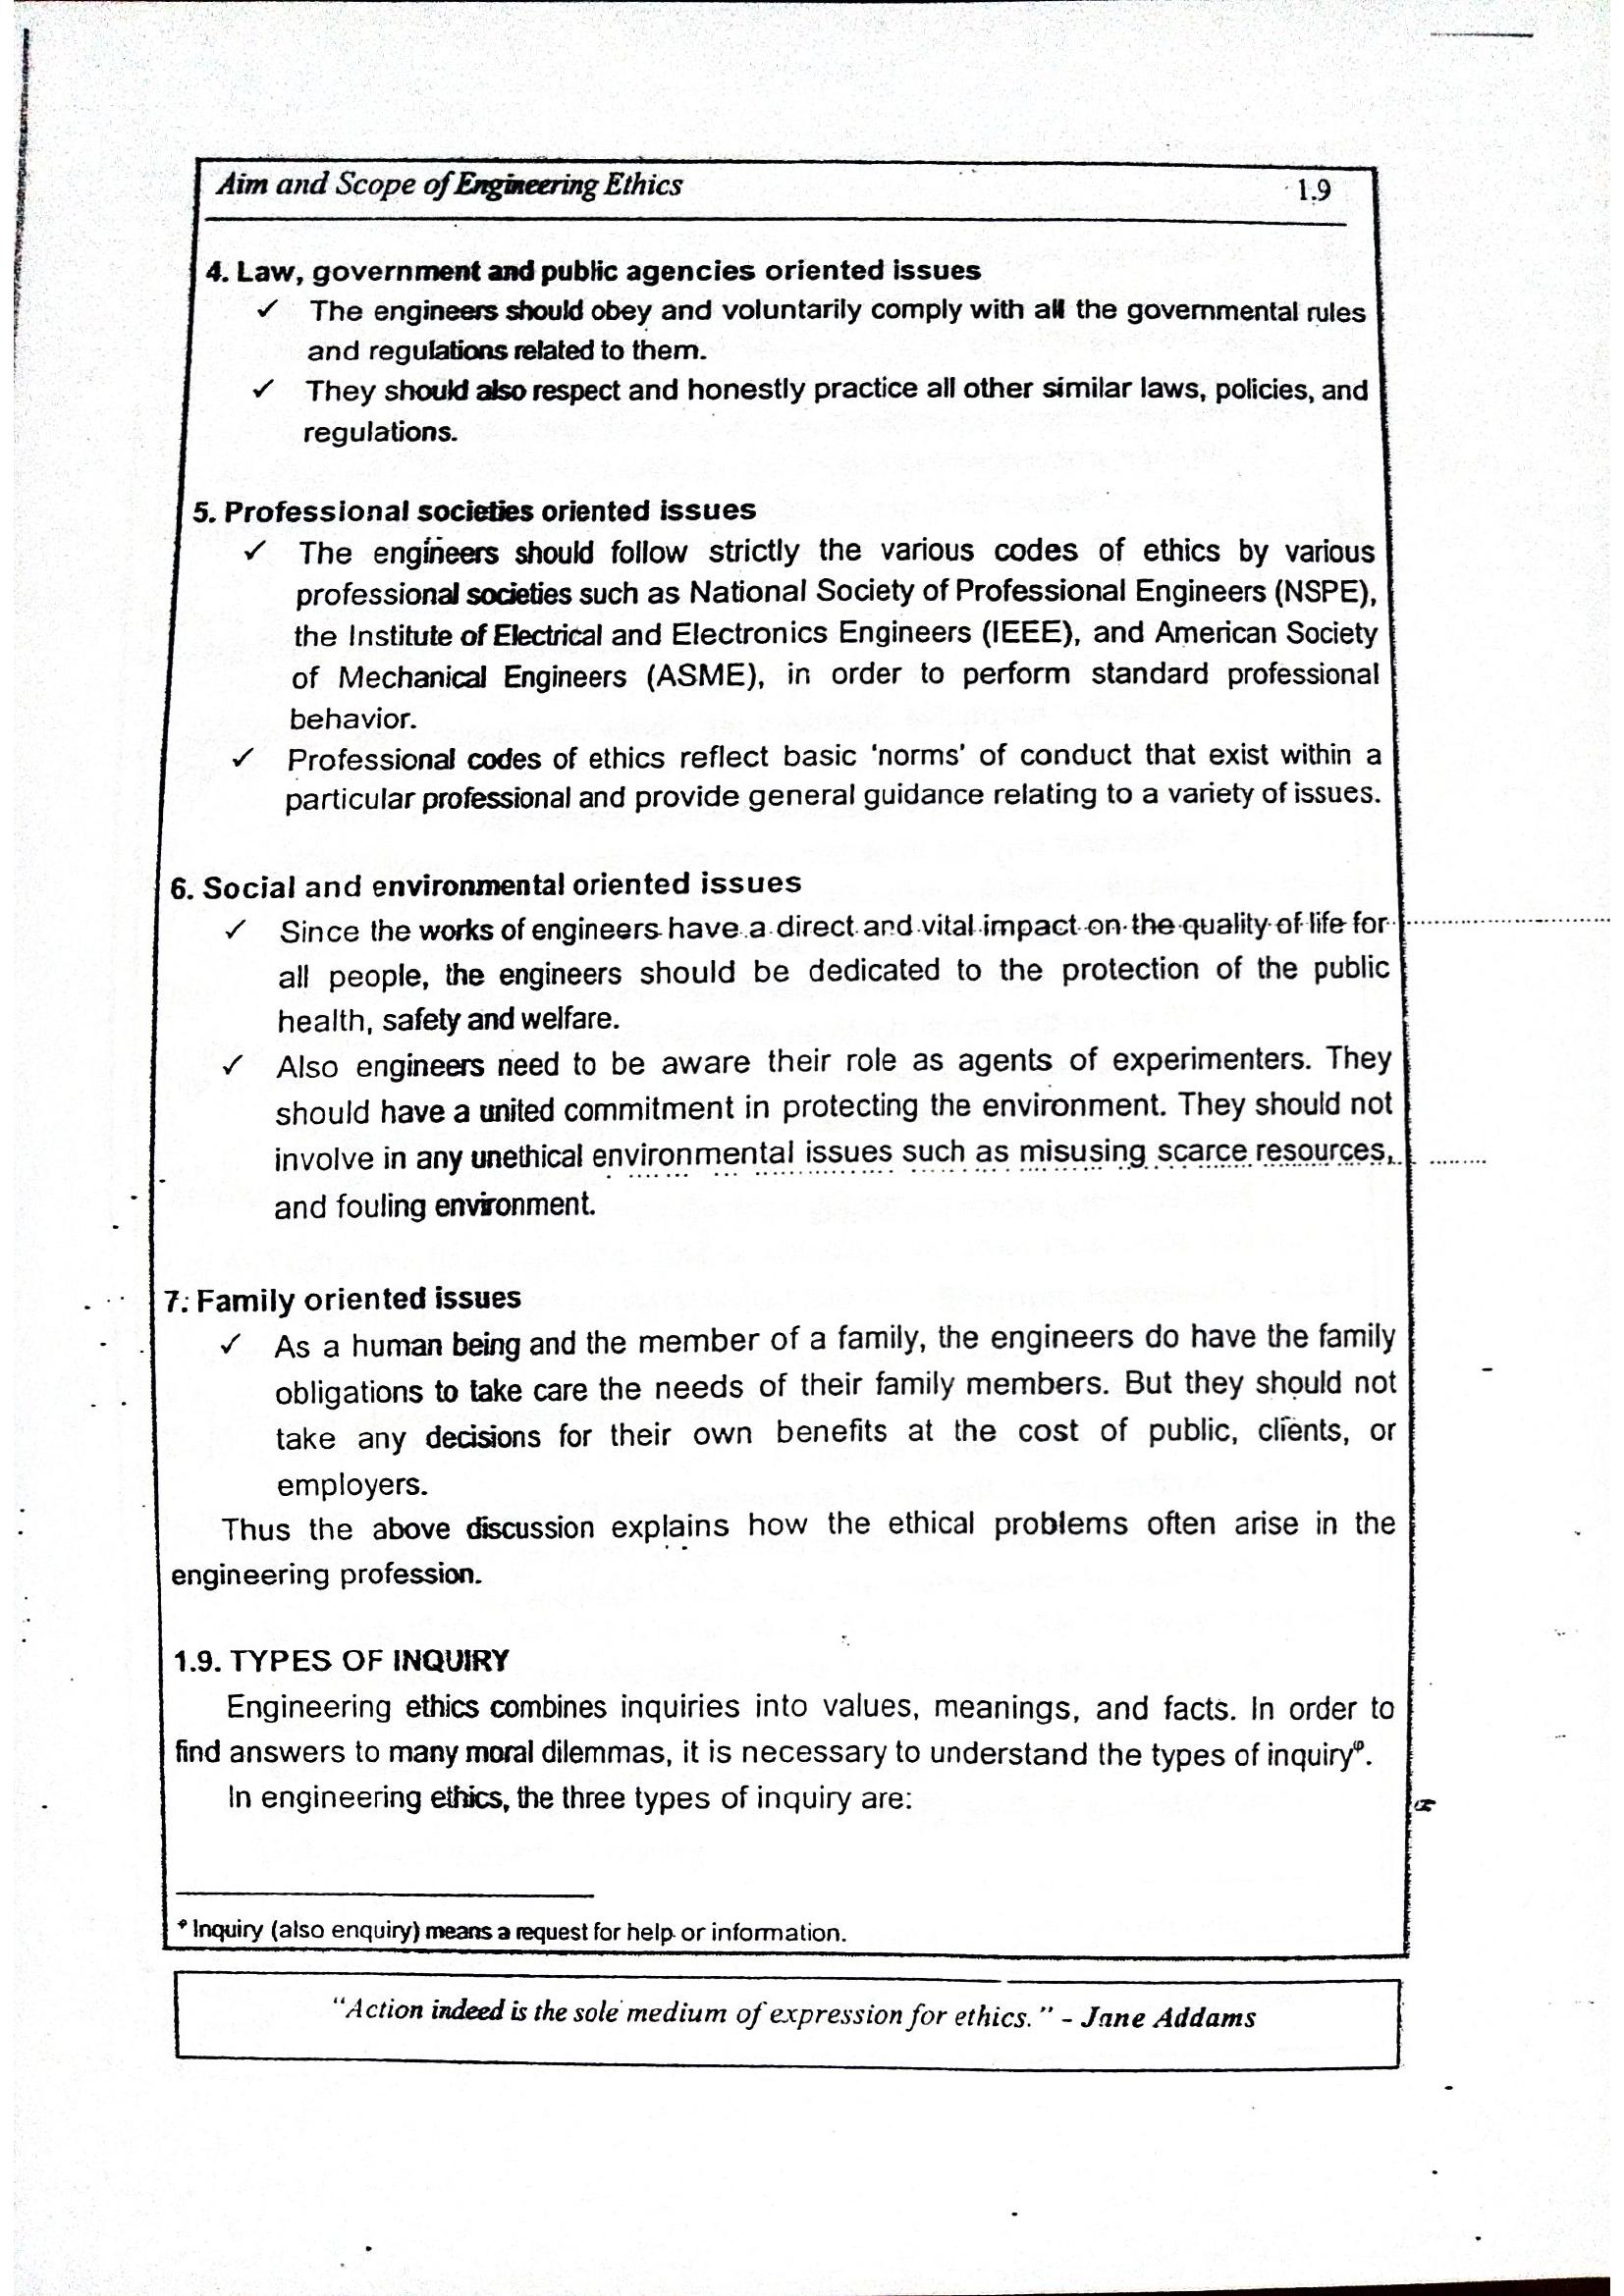 Aim and Scope of Engineering Ethics 1.9
4. Law, government and public agencies oriented issues
✓ The engineers should obey and voluntarily comply with all the governmental rules
and regulations related to them.
✓ They should also respect and honestly practice all other similar laws, policies, and
regulations.
5. Professional societies oriented issues
✓ The engineers should follow strictly the various codes of ethics by various
professional societies such as National Society of Professional Engineers (NSPE),
the Institute of Electrical and Electronics Engineers (IEEE), and American Society
of Mechanical Engineers (ASME), in order to perform standard professional
behavior.
✓ Professional codes of ethics reflect basic 'norms' of conduct that exist within a
particular professional and provide general guidance relating to a variety of issues.
6. Social and environmental oriented issues
✓ Since the works of engineers have a direct and vital impact on the quality of life for
all people, the engineers should be dedicated to the protection of the public
health, safety and welfare.
✓ Also engineers need to be aware their role as agents of experimenters. They
should have a united commitment in protecting the environment. They should not
involve in any unethical environmental issues such as misusing scarce resources,
and fouling environment.
7. Family oriented issues
✓ As a human being and the member of a family, the engineers do have the family
obligations to take care the needs of their family members. But they should not
take any decisions for their own benefits at the cost of public, clients, or
employers.
Thus the above discussion explains how the ethical problems often arise in the
engineering profession.
1.9. TYPES OF INQUIRY
Engineering ethics combines inquiries into values, meanings, and facts. In order to
find answers to many moral dilemmas, it is necessary to understand the types of inquiryᵠ.
In engineering ethics, the three types of inquiry are:
ᵠ Inquiry (also enquiry) means a request for help or information.
"Action indeed is the sole medium of expression for ethics." - Jane Addams